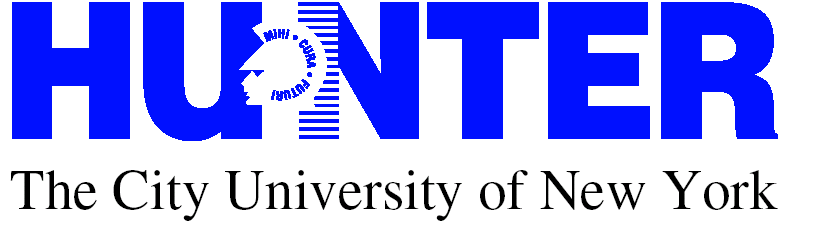 HUNTER
MIHI • CURA • FUTURI
The City University of New York